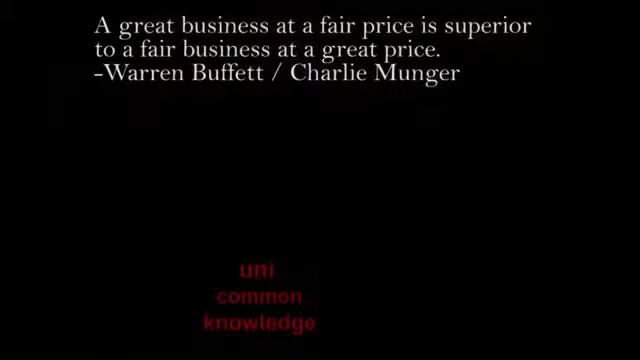 A great business at a fair price is superior
to a fair business at a great price.
-Warren Buffett / Charlie Munger
uni
common
knowledge